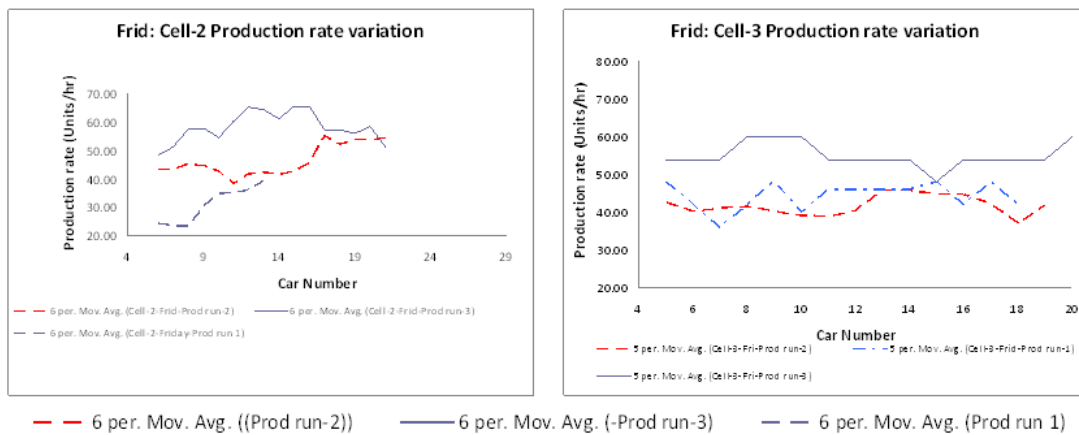 Frid: Cell-2 Production rate variation
Production rate (Units/hr)
70.00
60.00
50.00
40.00
30.00
20.00
4 9 14 19 24 29
Car Number
6 per. Mov. Avg. (Cell-2-Frid-Prod run-2) 6 per. Mov. Avg. (Cell-2-Frid-Prod run-3)
6 per. Mov. Avg. (Cell-2-Friday-Prod run 1)
Frid: Cell-3 Production rate variation
Production rate (Units/hr)
80.00
70.00
60.00
50.00
40.00
30.00
20.00
4 6 8 10 12 14 16 18 20
Car Number
5 per. Mov. Avg. (Cell-3-Fri-Prod run-2) 5 per. Mov. Avg. (Cell-3-Frid-Prod run-1)
5 per. Mov. Avg. (Cell-3-Frid-Prod run-3)
6 per. Mov. Avg. ((Prod run-2)) 6 per. Mov. Avg. (-Prod run-3) 6 per. Mov. Avg. (Prod run 1)